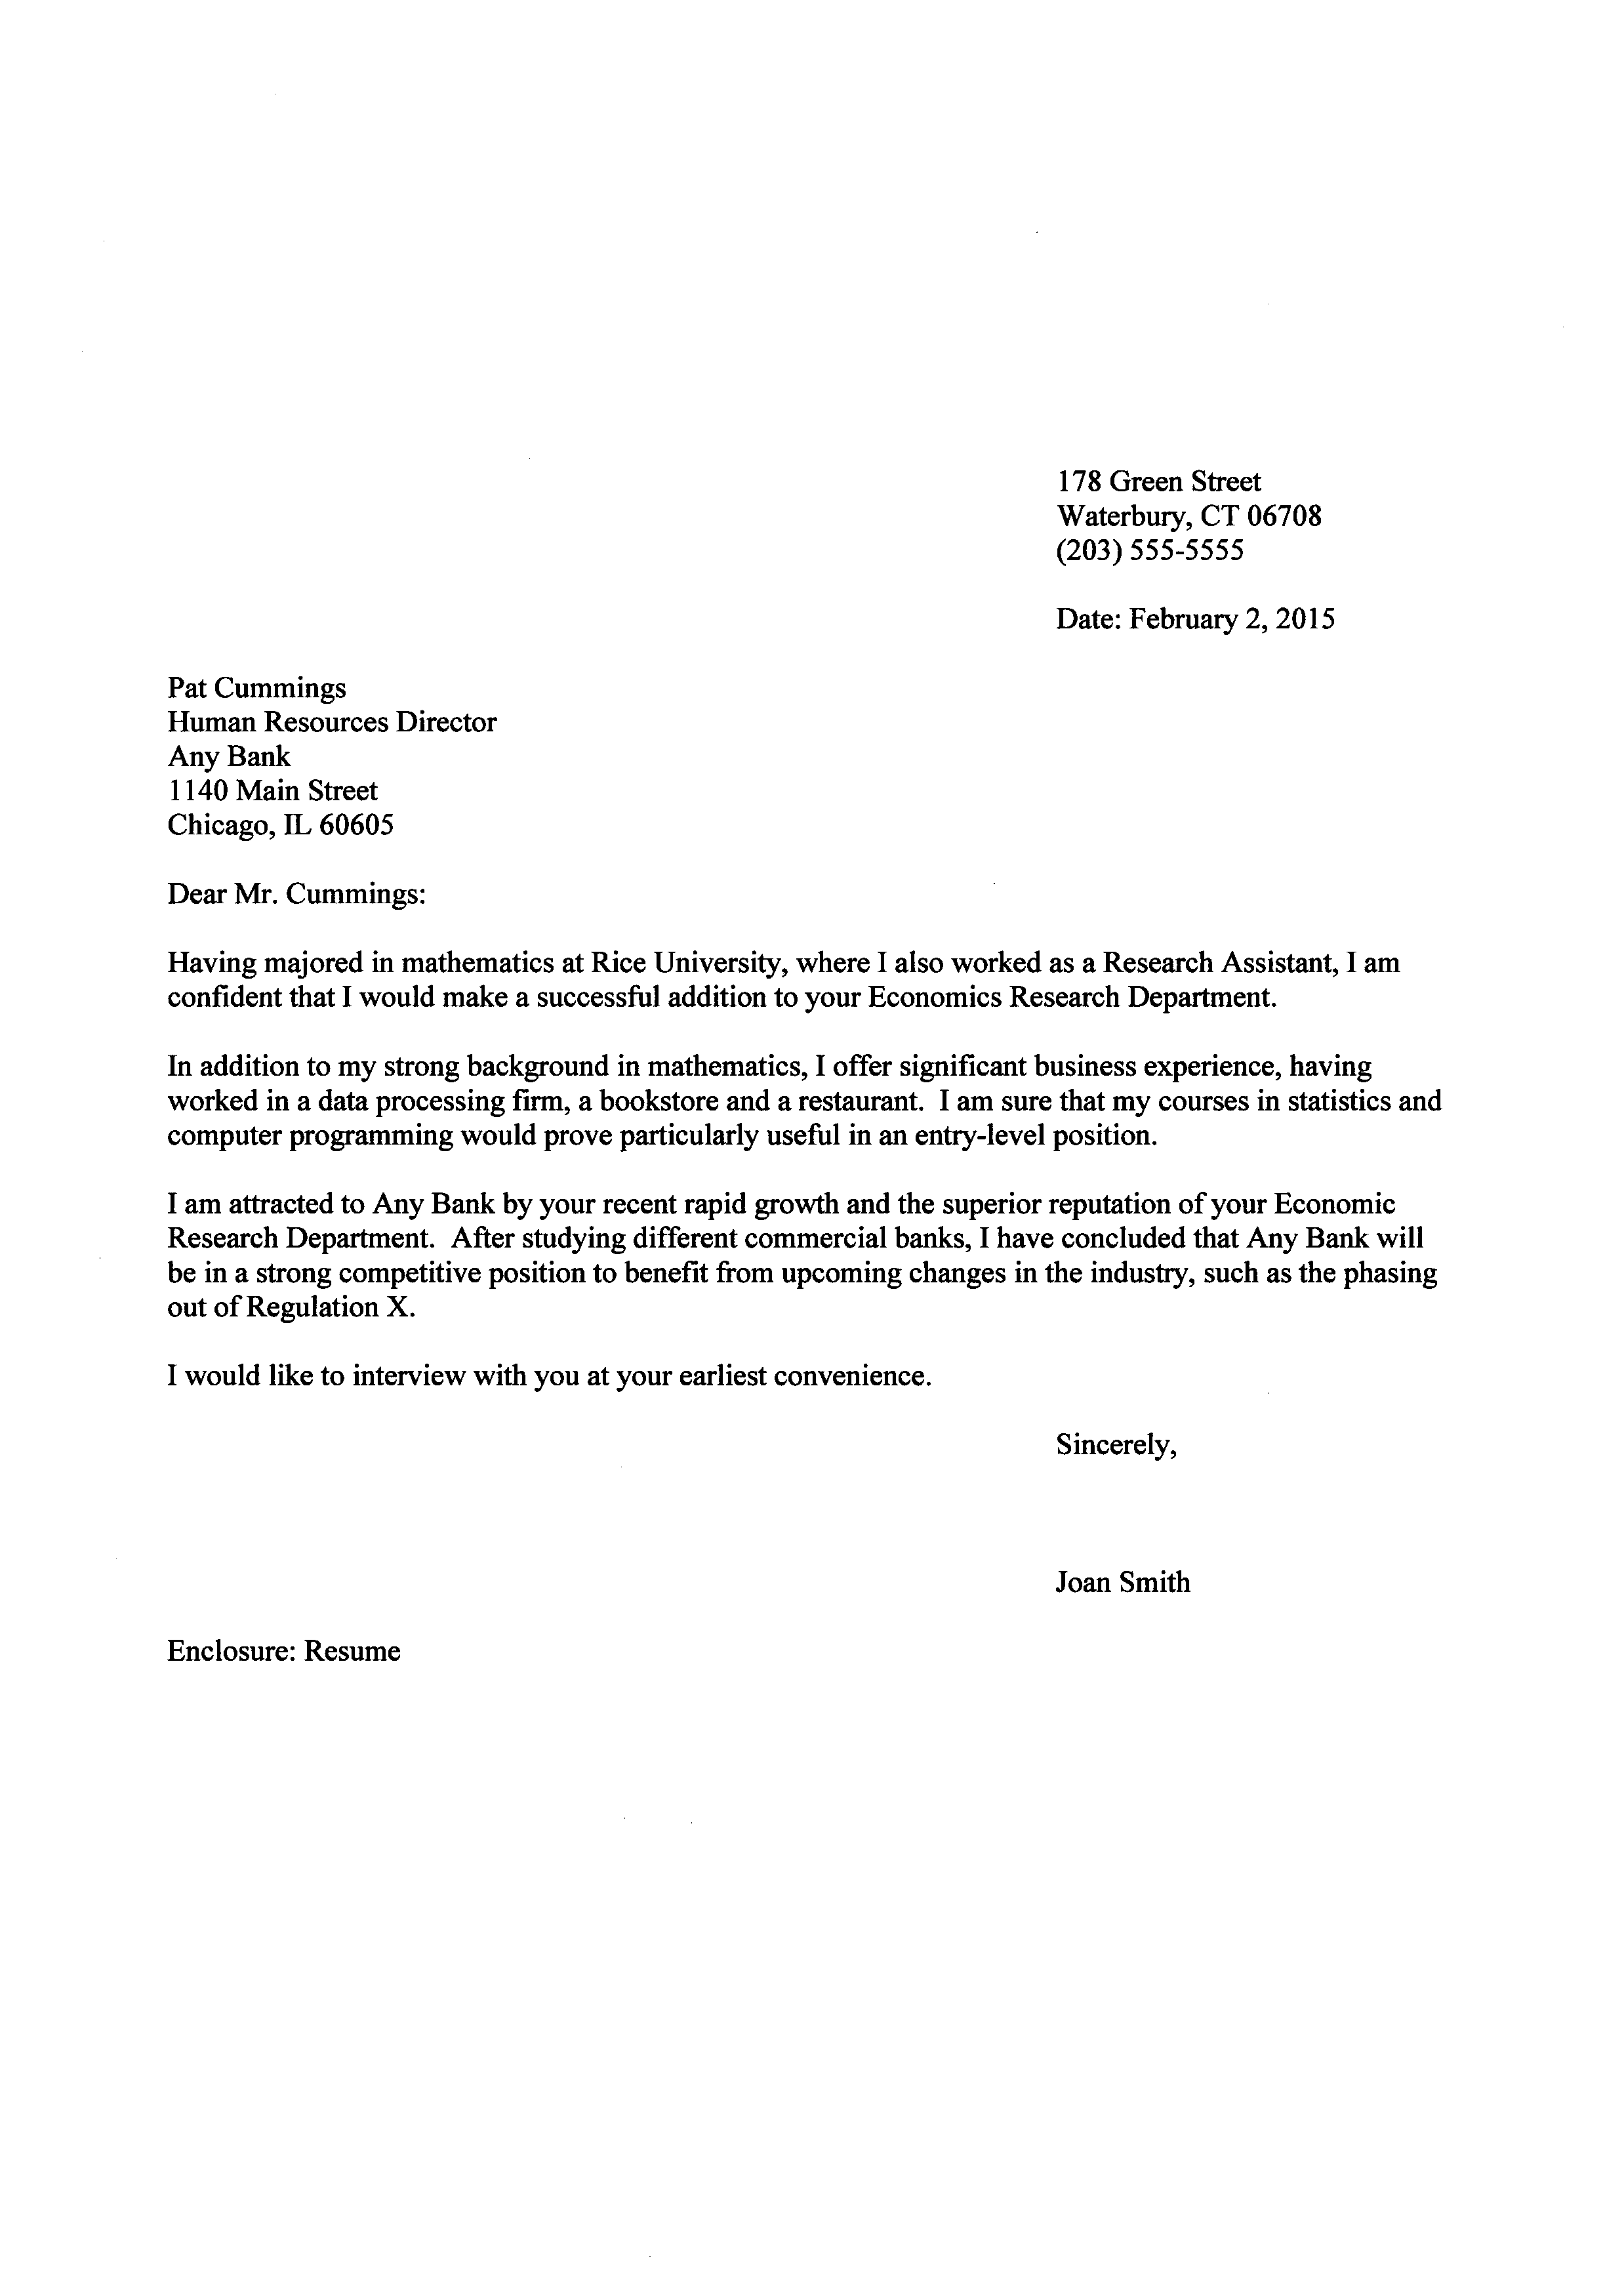 178 Green Street
Waterbury, CT 06708
(203) 555-5555
Date: February 2, 2015
Pat Cummings
Human Resources Director
Any Bank
1140 Main Street
Chicago, IL 60605
Dear Mr. Cummings:
Having majored in mathematics at Rice University, where I also worked as a Research Assistant, I am
confident that I would make a successful addition to your Economics Research Department.
In addition to my strong background in mathematics, I offer significant business experience, having
worked in a data processing firm, a bookstore and a restaurant.  I am sure that my courses in statistics and
computer programming would prove particularly useful in an entry-level position.
I am attracted to Any Bank by your recent rapid growth and the superior reputation of your Economic
Research Department.  After studying different commercial banks, I have concluded that Any Bank will
be in a strong competitive position to benefit from upcoming changes in the industry, such as the phasing
out of Regulation X.
I would like to interview with you at your earliest convenience.
Sincerely,
Joan Smith
Enclosure: Resume